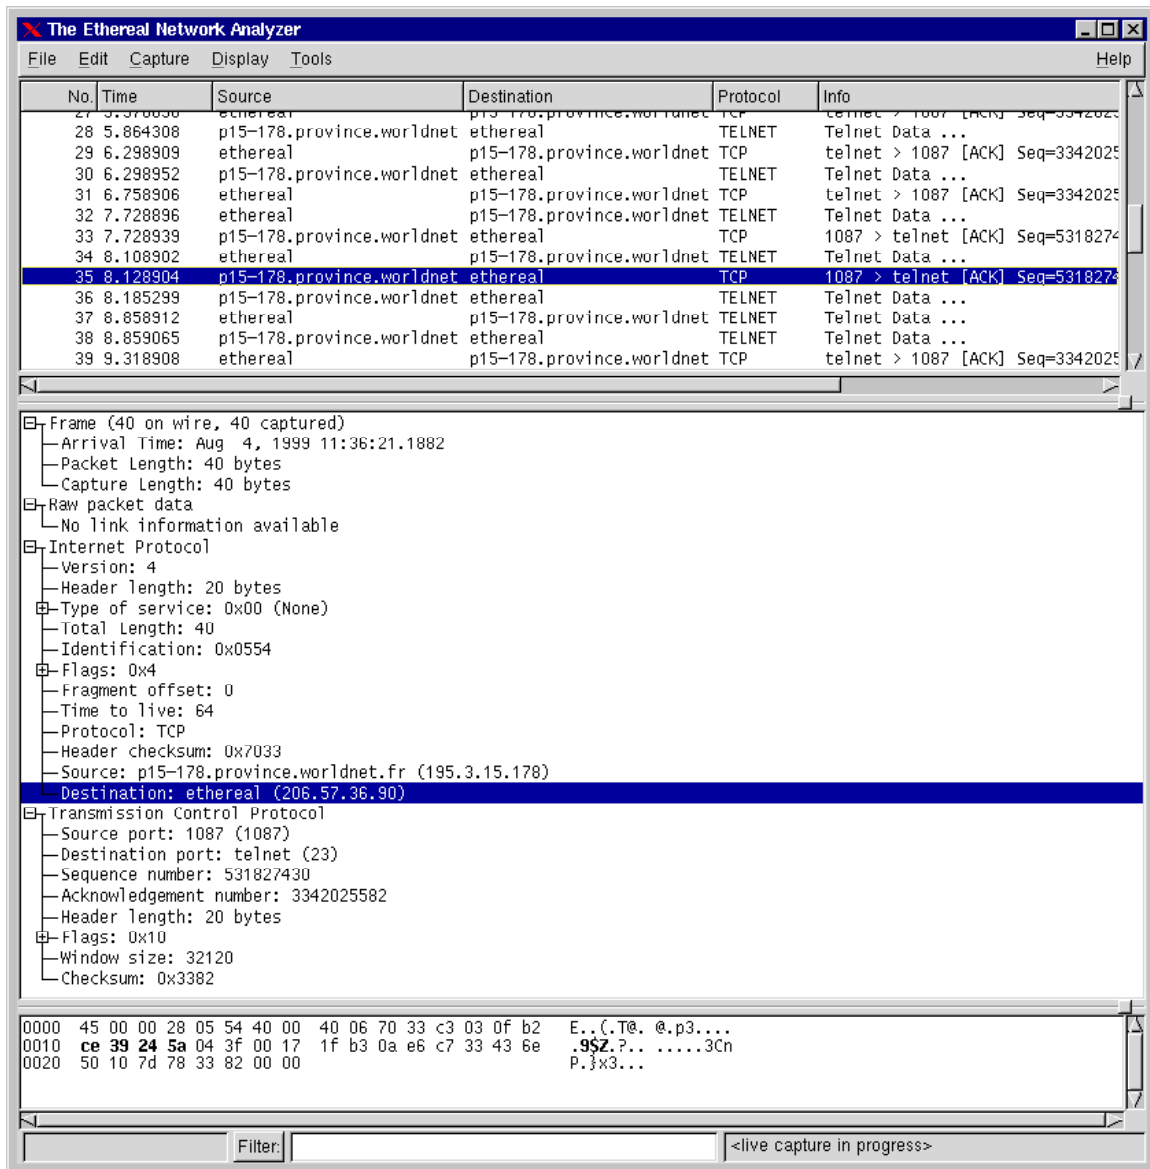 The Ethereal Network Analyzer
File Edit Capture Display Tools Help
No. Time Source Destination Protocol Info
28 5.864308 p15-178.province.worldnet ethereal TELNET Telnet Data ...
29 6.298909 ethereal p15-178.province.worldnet TCP telnet > 1087 [ACK] Seq=3342025
30 6.298952 p15-178.province.worldnet ethereal TELNET Telnet Data ...
31 6.758906 ethereal p15-178.province.worldnet TCP telnet > 1087 [ACK] Seq=3342025
32 7.728896 ethereal p15-178.province.worldnet TELNET Telnet Data ...
33 7.728939 p15-178.province.worldnet ethereal TCP 1087 > telnet [ACK] Seq=5318274
34 8.108902 ethereal p15-178.province.worldnet TELNET Telnet Data ...
35 8.128904 p15-178.province.worldnet ethereal TCP 1087 > telnet [ACK] Seq=5318274
36 8.185299 p15-178.province.worldnet ethereal TELNET Telnet Data ...
37 8.858912 ethereal p15-178.province.worldnet TELNET Telnet Data ...
38 8.859065 p15-178.province.worldnet ethereal TELNET Telnet Data ...
39 9.318908 ethereal p15-178.province.worldnet TCP telnet > 1087 [ACK] Seq=3342025
Frame (40 on wire, 40 captured)
Arrival Time: Aug 4, 1999 11:36:21.1882
Packet Length: 40 bytes
Capture Length: 40 bytes
Raw packet data
No link information available
Internet Protocol
Version: 4
Header length: 20 bytes
Type of service: 0x00 (None)
Total Length: 40
Identification: 0x0554
Flags: 0x4
Fragment offset: 0
Time to live: 64
Protocol: TCP
Header checksum: 0x7033
Source: p15-178.province.worldnet.fr (195.3.15.178)
Destination: ethereal (206.57.36.90)
Transmission Control Protocol
Source port: 1087 (1087)
Destination port: telnet (23)
Sequence number: 531827430
Acknowledgement number: 3342025582
Header length: 20 bytes
Flags: 0x10
Window size: 32120
Checksum: 0x3382
0000 45 00 00 28 05 54 40 00 40 06 70 33 c3 03 0f b2 E..(.T@. @.p3....
0010 ce 39 24 5a 04 3f 00 17 1f b3 0a e6 c7 33 43 6e .9$Z.?.. .....3Cn
0020 50 10 7d 78 33 82 00 00 P.}x3...
Filter: <live capture in progress>